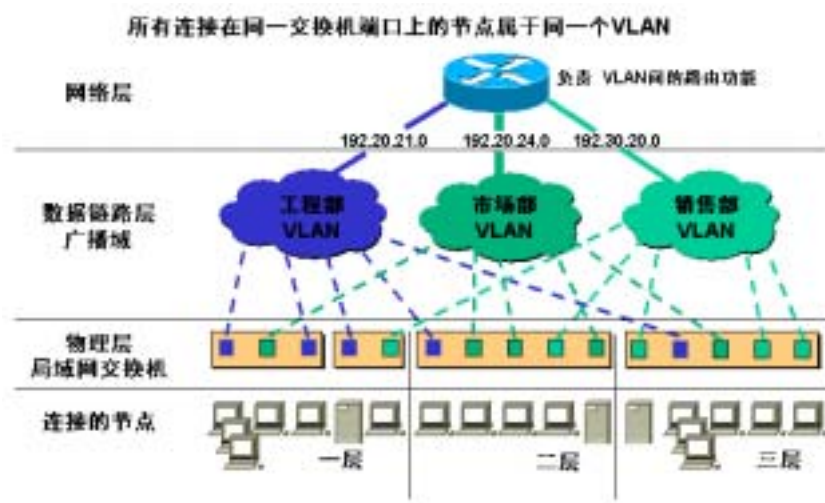 所有连接在同一交换机端口上的节点属于同一个VLAN
网络层
负责 VLAN间的路由功能
192.20.21.0
192.20.24.0
192.30.20.0
数据链路层
广播域
工程部
VLAN
市场部
VLAN
销售部
VLAN
物理层
局域网交换机
连接的节点
一层
二层
三层